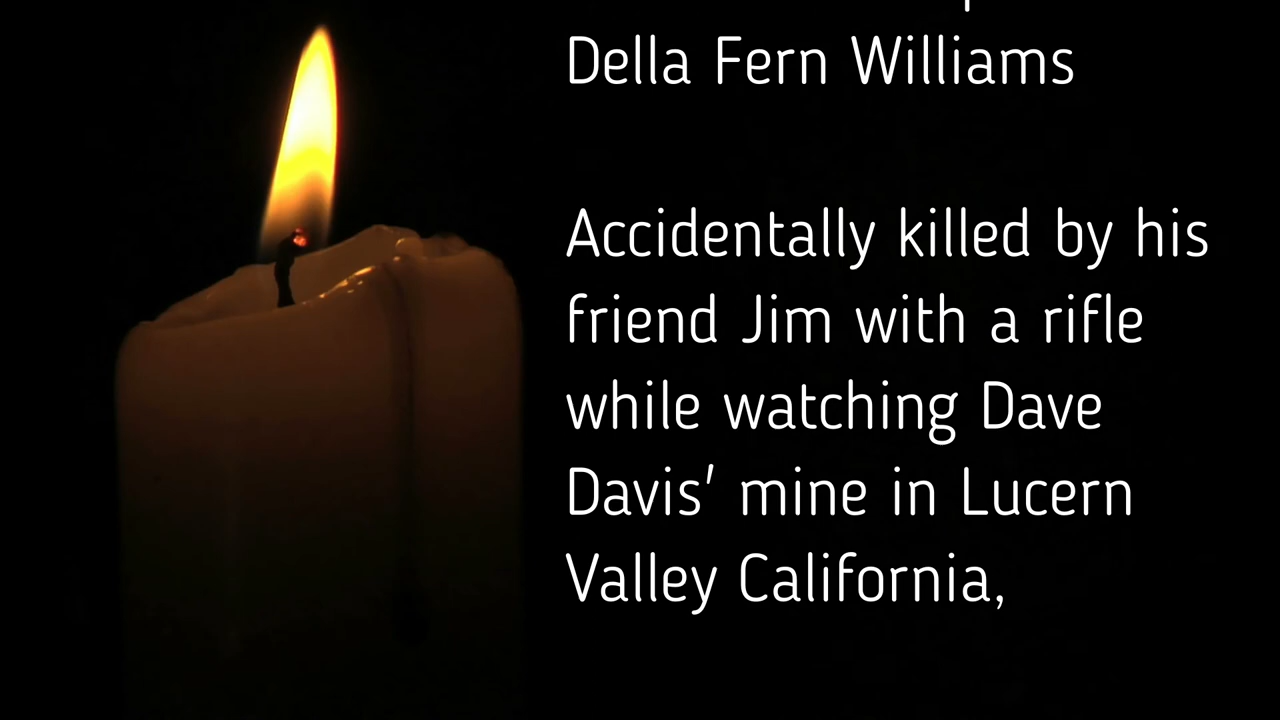 Della Fern Williams
Accidentally killed by his
friend Jim with a rifle
while watching Dave
Davis' mine in Lucern
Valley California,